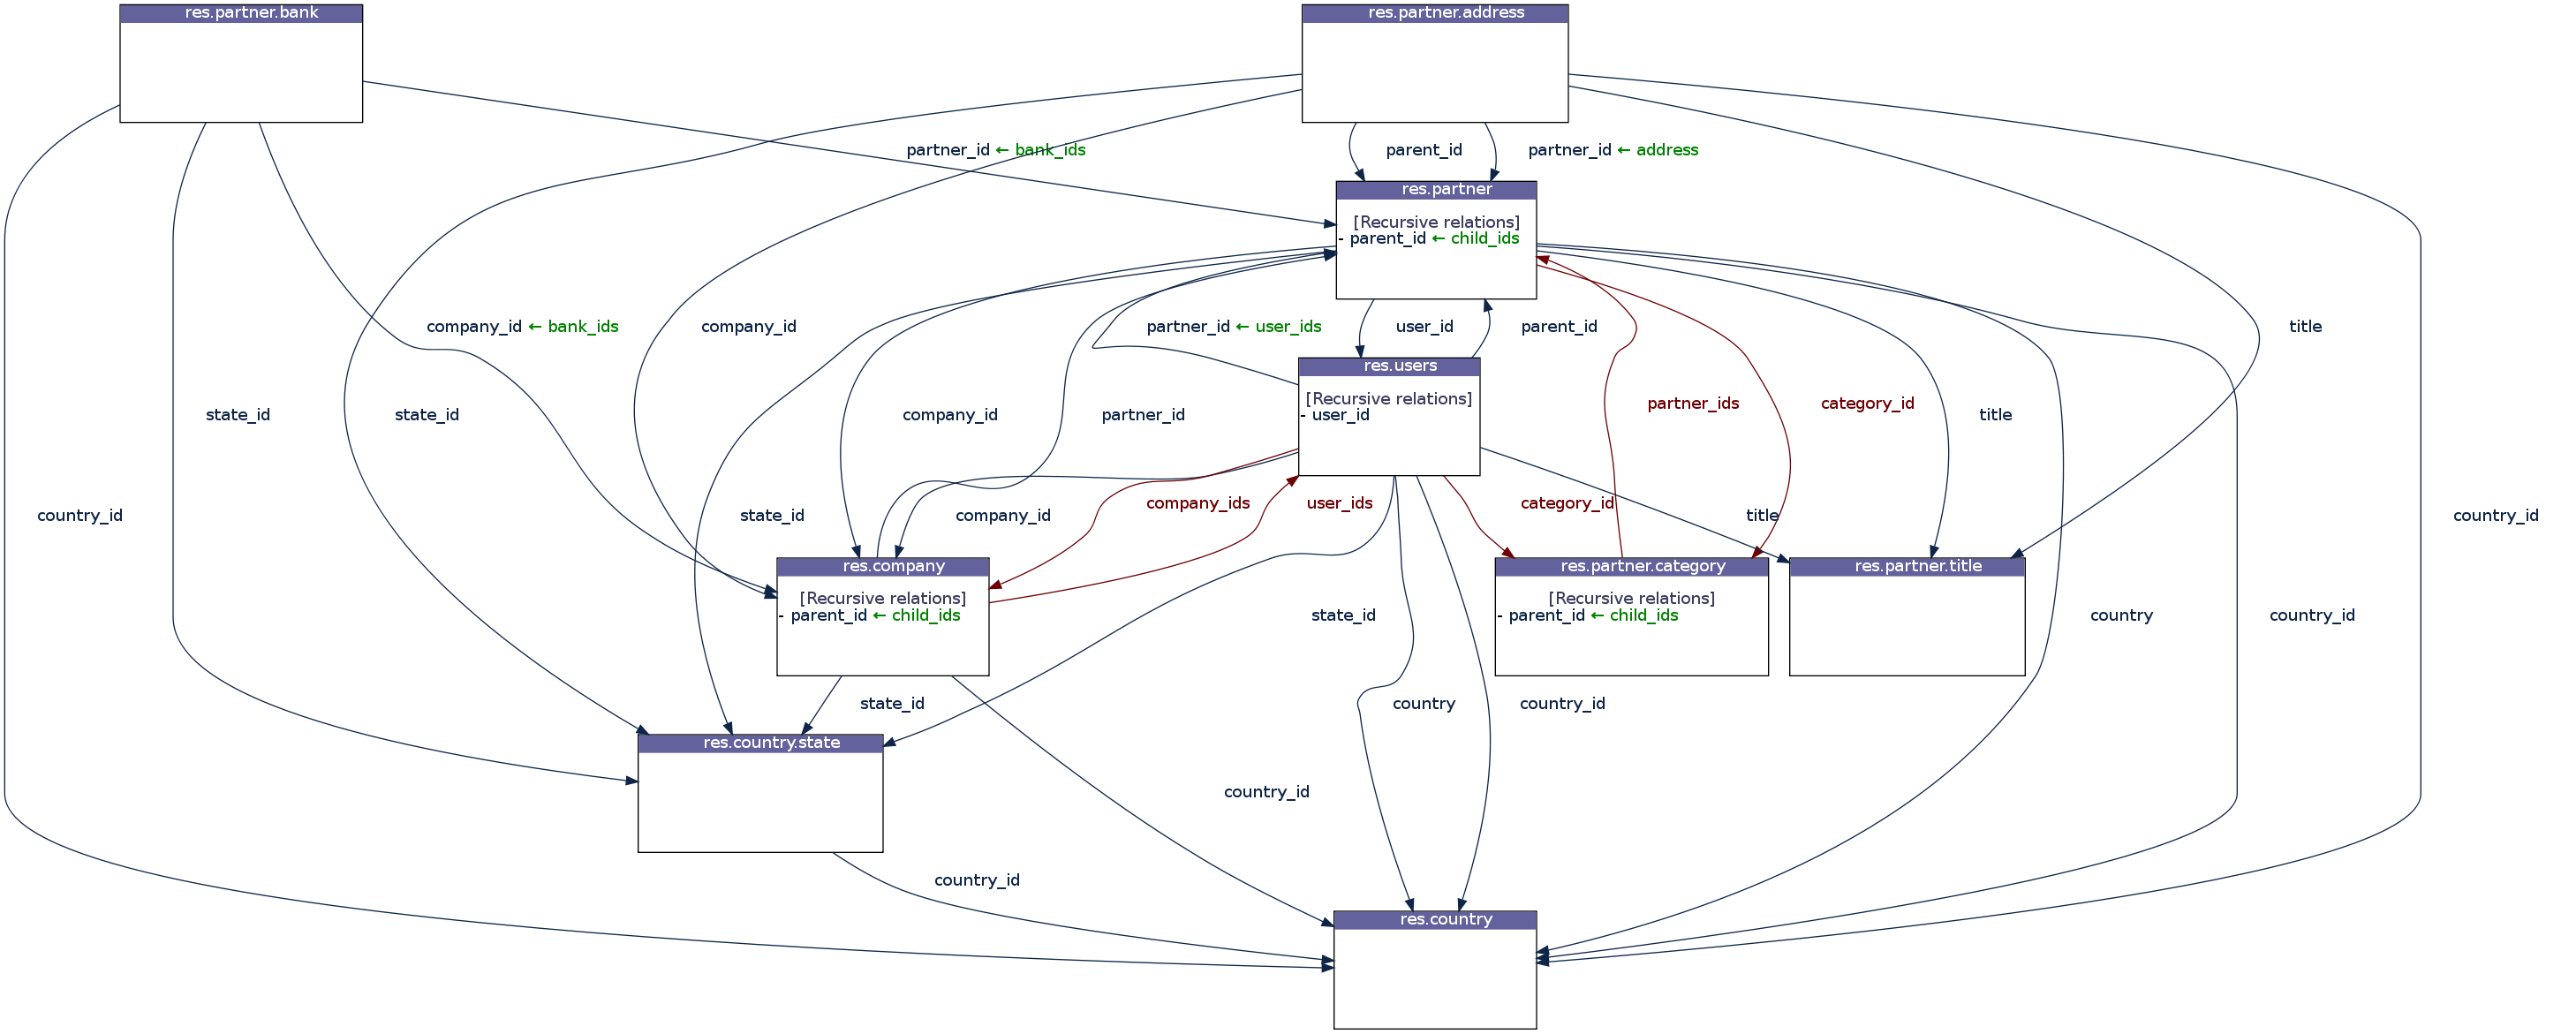 res.partner.bank
res.partner.address
partner_id ← bank_ids
parent_id
partner_id ← address
res.partner
[Recursive relations]
- parent_id ← child_ids
company_id ← bank_ids
company_id
partner_id ← user_ids
user_id
parent_id
title
res.users
[Recursive relations]
- user_id
state_id
state_id
company_id
partner_id
partner_ids
category_id
title
country_id
state_id
company_id
company_ids
user_ids
category_id
title
country_id
res.company
[Recursive relations]
- parent_id ← child_ids
res.partner.category
[Recursive relations]
- parent_id ← child_ids
res.partner.title
state_id
country
country_id
state_id
country
country_id
res.country.state
country_id
country_id
res.country